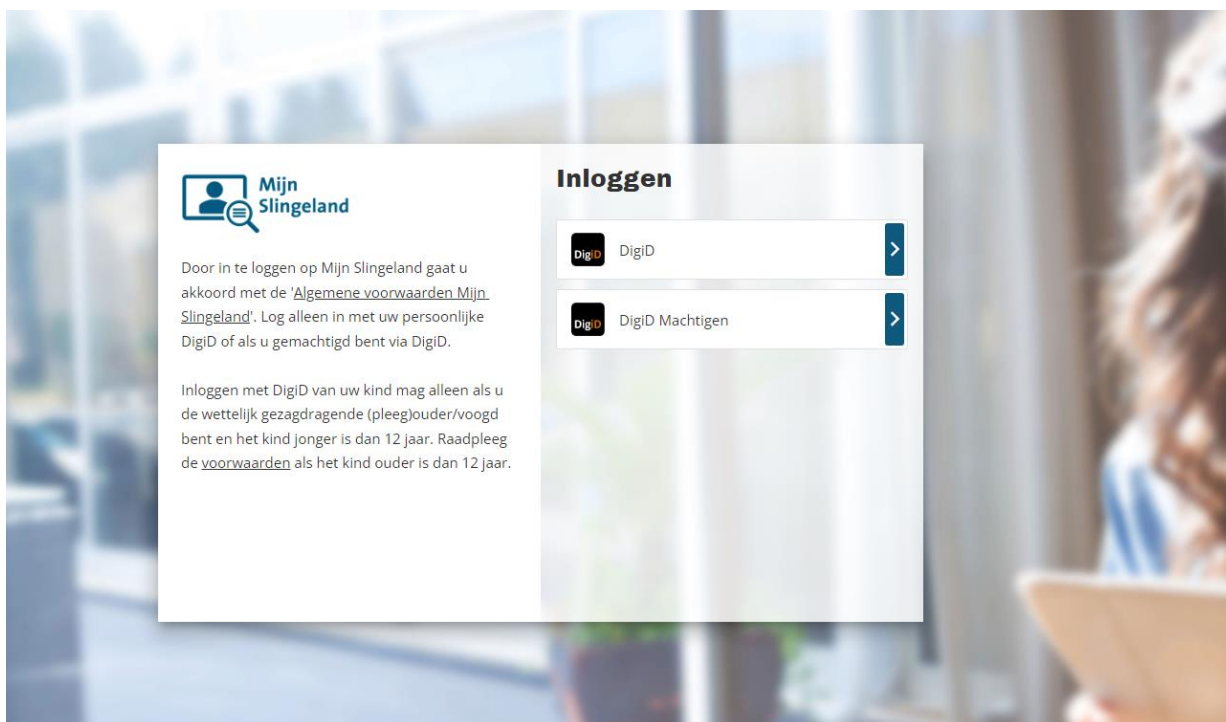 Mijn
Slingeland
Door in te loggen op Mijn Slingeland gaat u
akkoord met de 'Algemene voorwaarden Mijn
Slingeland'. Log alleen in met uw persoonlijke
DigiD of als u gemachtigd bent via DigiD.
Inloggen met DigiD van uw kind mag alleen als u
de wettelijk gezagdragende (pleeg)ouder/voogd
bent en het kind jonger is dan 12 jaar. Raadpleeg
de voorwaarden als het kind ouder is dan 12 jaar.
Inloggen
DigiD DigiD
DigiD DigiD Machtigen